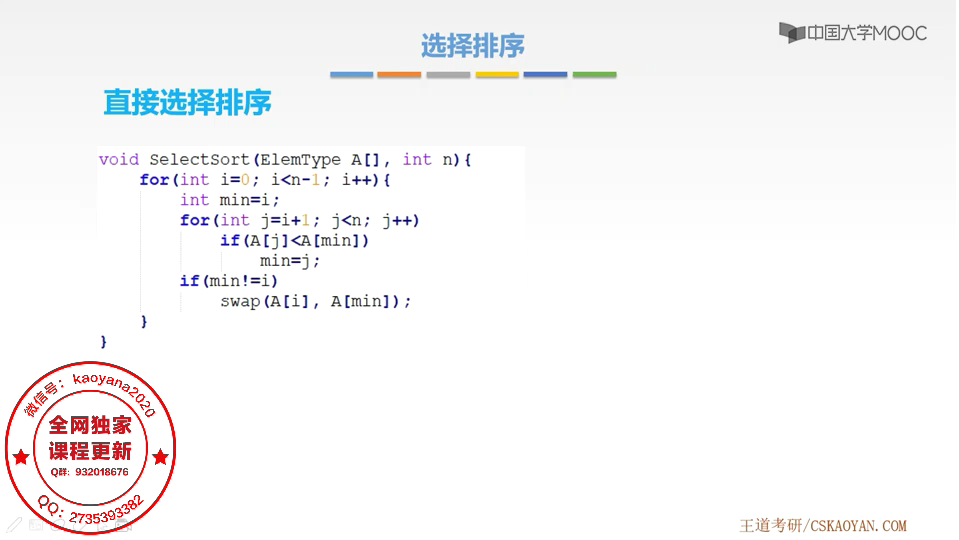 选择排序
中国大学MOOC
直接选择排序
void SelectSort(ElemType A[], int n){
    for(int i=0; i<n-1; i++){
        int min=i;
        for(int j=i+1; j<n; j++)
            if(A[j]<A[min])
                min=j;
        if(min!=i)
            swap(A[i], A[min]);
    }
}
微信号：kaoyana2020
全网独家
课程更新
Q群: 932018676
QQ：2735393382
王道考研/CSKAOYAN.COM